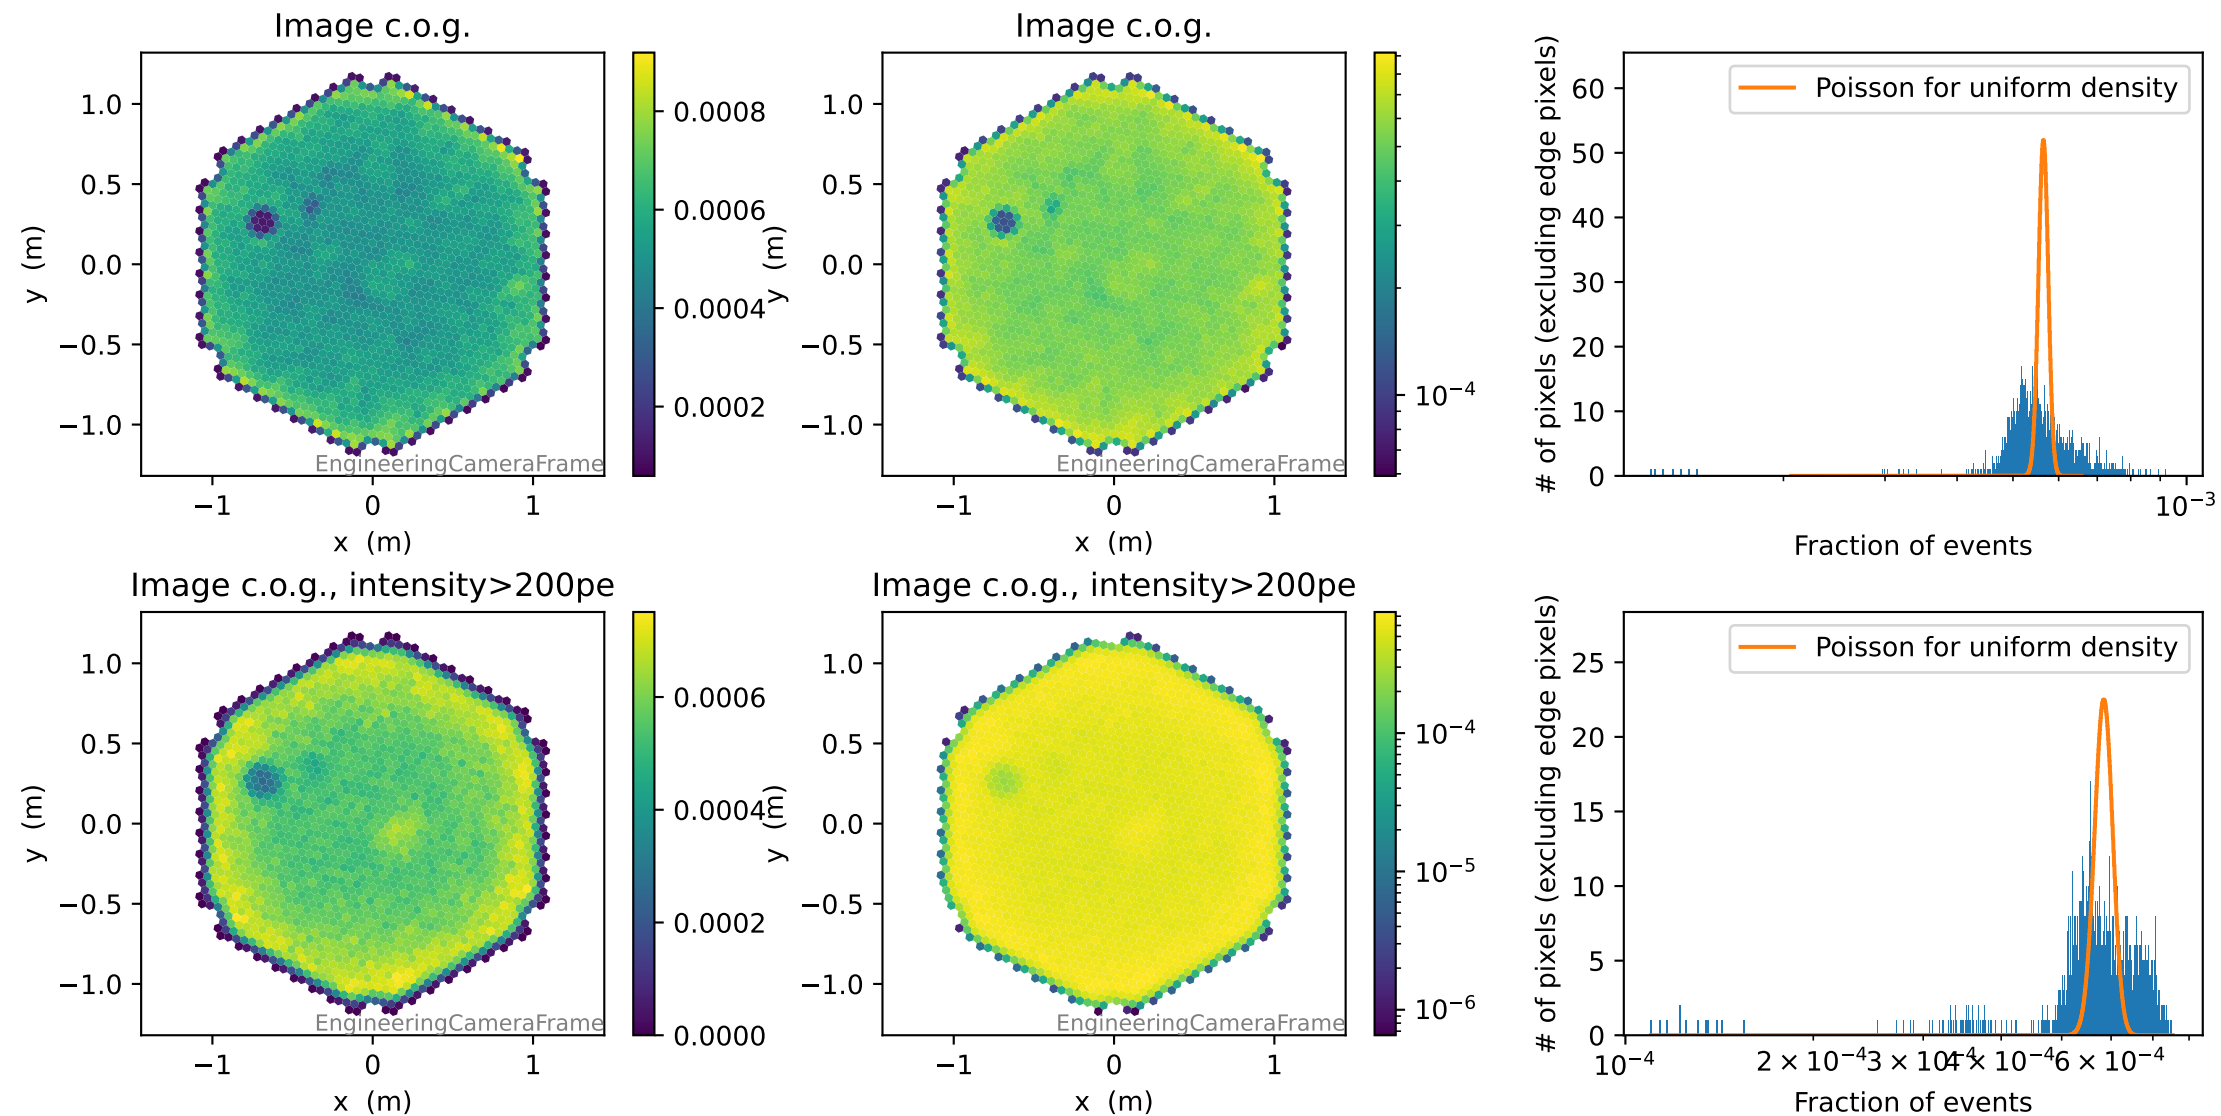 Image c.o.g.
y (m)
1.0
0.5
0.0
−0.5
−1.0
EngineeringCameraFrame
−1 0 1
x (m)
0.0008
0.0006
0.0004
0.0002
Image c.o.g.
y (m)
1.0
0.5
0.0
−0.5
−1.0
EngineeringCameraFrame
−1 0 1
x (m)
10⁻⁴
# of pixels (excluding edge pixels)
60
50
40
30
20
10
0
Poisson for uniform density
10⁻³
Fraction of events
Image c.o.g., intensity>200pe
y (m)
1.0
0.5
0.0
−0.5
−1.0
EngineeringCameraFrame
−1 0 1
x (m)
0.0006
0.0004
0.0002
0.0000
Image c.o.g., intensity>200pe
y (m)
1.0
0.5
0.0
−0.5
−1.0
EngineeringCameraFrame
−1 0 1
x (m)
10⁻⁴
10⁻⁵
10⁻⁶
# of pixels (excluding edge pixels)
25
20
15
10
5
0
Poisson for uniform density
10⁻⁴ 2 × 10⁻⁴ 3 × 10⁻⁴ 4 × 10⁻⁴ 6 × 10⁻⁴
Fraction of events